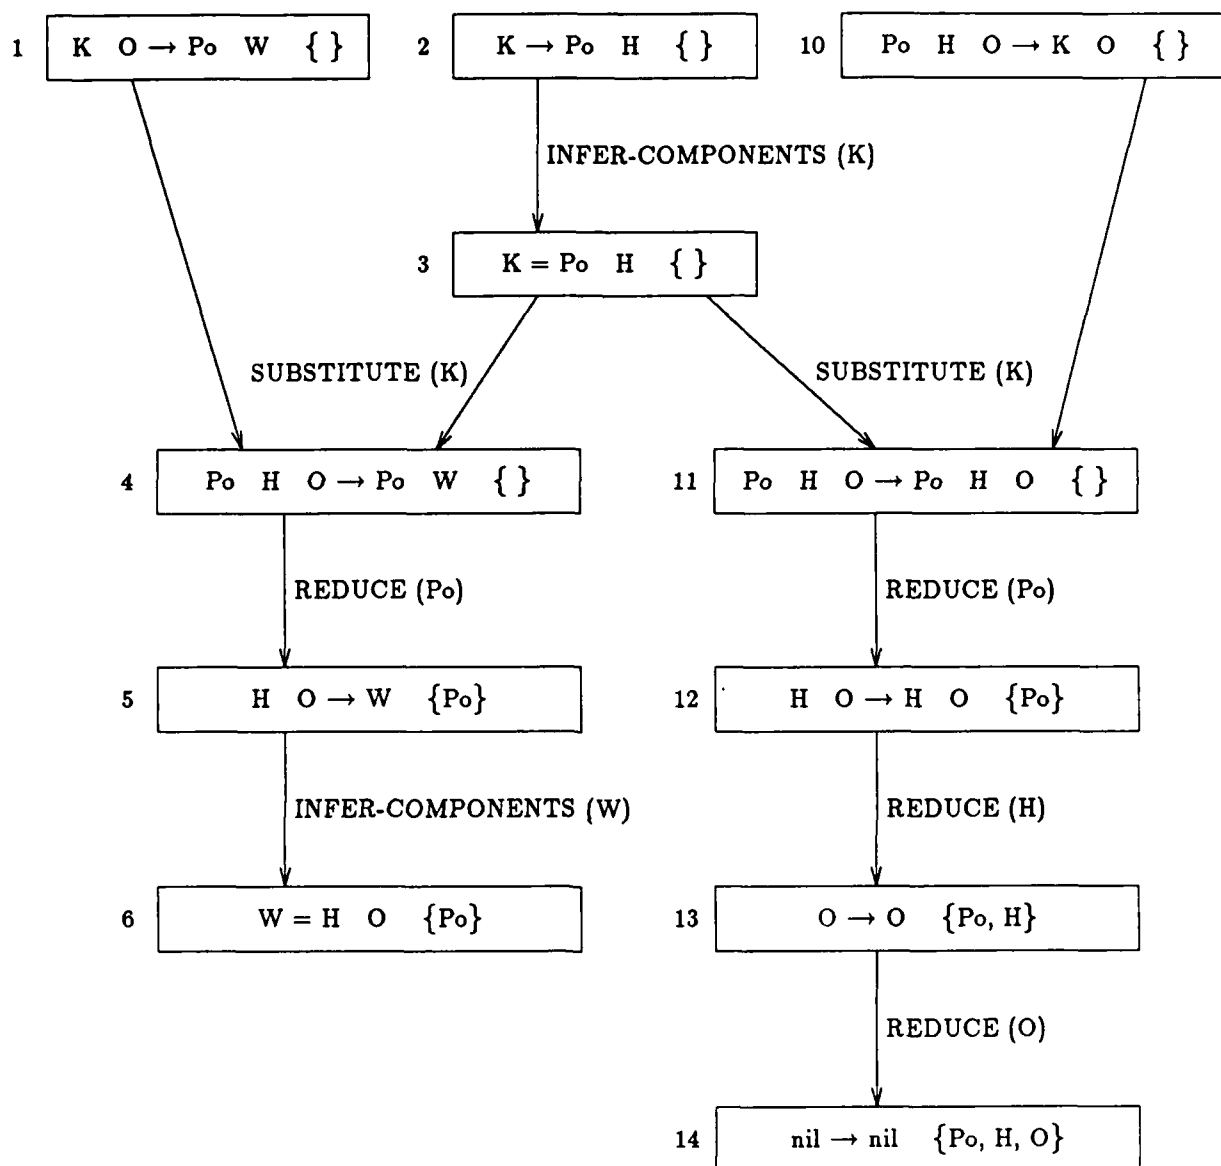 1 K O → Po W { } 2 K → Po H { } 10 Po H O → K O { }
INFER-COMPONENTS (K)
3 K = Po H { }
SUBSTITUTE (K) SUBSTITUTE (K)
4 Po H O → Po W { } 11 Po H O → Po H O { }
REDUCE (Po) REDUCE (Po)
5 H O → W {Po} 12 H O → H O {Po}
INFER-COMPONENTS (W) REDUCE (H)
6 W = H O {Po} 13 O → O {Po, H}
REDUCE (O)
14 nil → nil {Po, H, O}